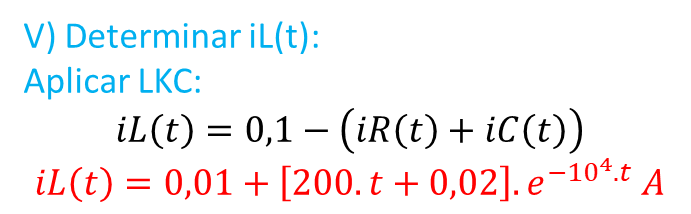 V) Determinar iL(t):
Aplicar LKC:
iL(t) = 0,1 − (iR(t) + iC(t))
iL(t) = 0,01 + [200. t + 0,02]. e^{−10^{4}.t} A